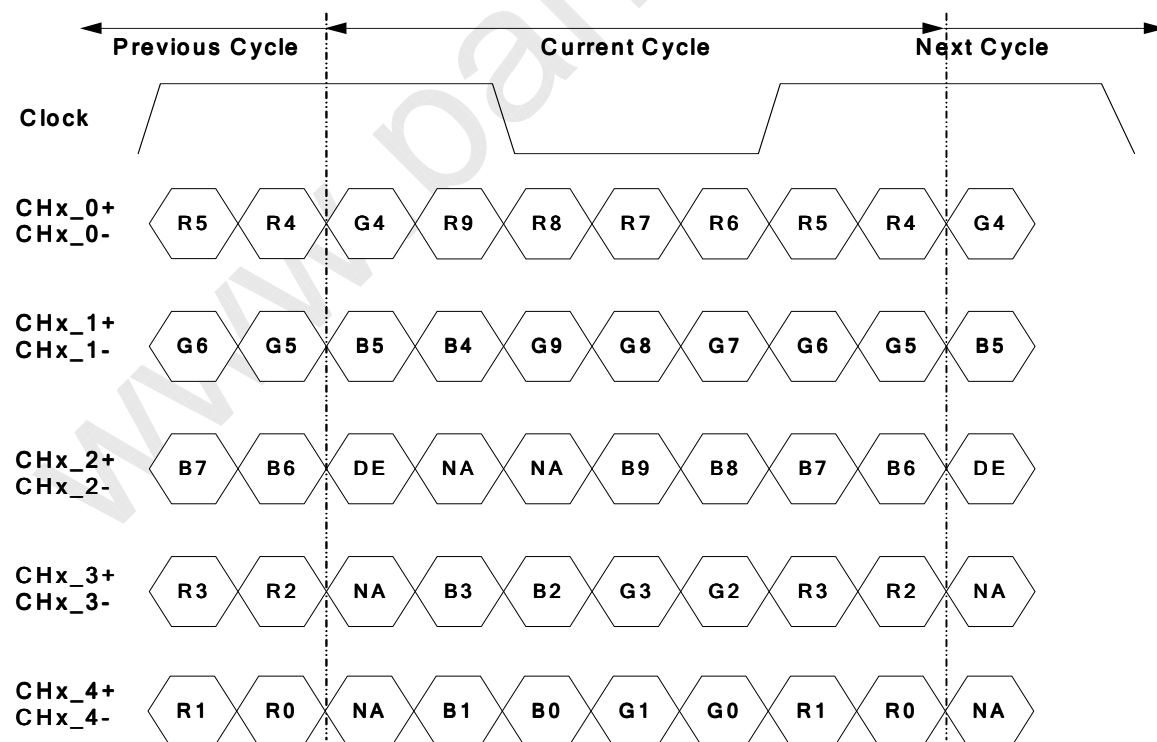 Previous Cycle Current Cycle Next Cycle
Clock
CHx_0+
CHx_0-
R5 R4 G4 R9 R8 R7 R6 R5 R4 G4
CHx_1+
CHx_1-
G6 G5 B5 B4 G9 G8 G7 G6 G5 B5
CHx_2+
CHx_2-
B7 B6 DE NA NA B9 B8 B7 B6 DE
CHx_3+
CHx_3-
R3 R2 NA B3 B2 G3 G2 R3 R2 NA
CHx_4+
CHx_4-
R1 R0 NA B1 B0 G1 G0 R1 R0 NA